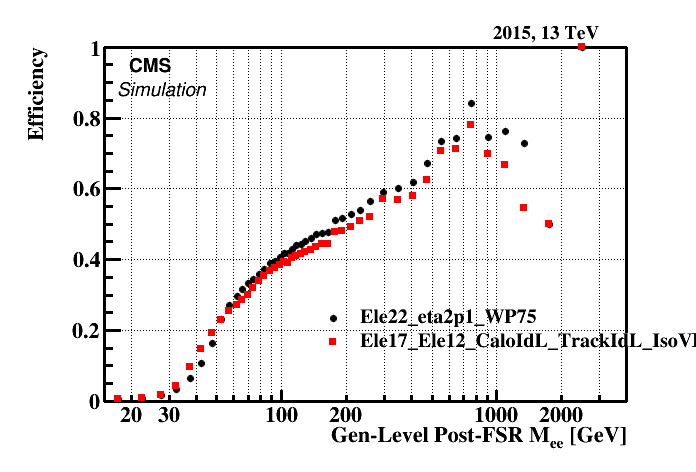 2015, 13 TeV
Efficiency
CMS
Simulation
1
0.8
0.6
0.4
0.2
0
Ele22_eta2p1_WP75
Ele17_Ele12_CaloIdL_TrackIdL_IsoVL
20 30 100 200 1000 2000
Gen-Level Post-FSR Mee [GeV]